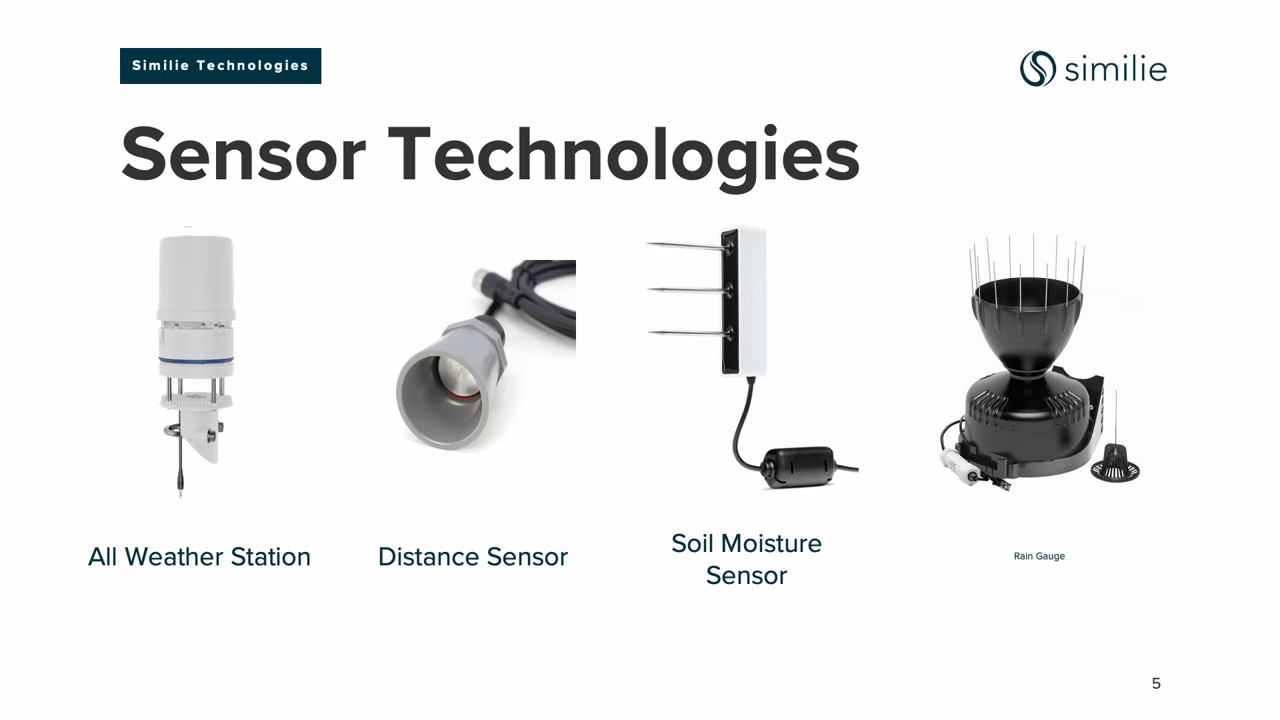 Similie Technologies
similie
Sensor Technologies
All Weather Station
Distance Sensor
Soil Moisture
Sensor
Rain Gauge
5